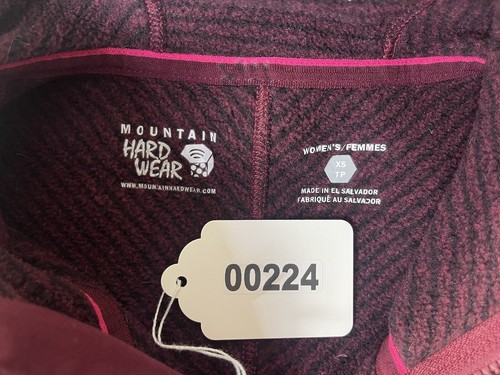 MOUNTAIN
HARD
WEAR
WWW.MOUNTAINHARDWEAR.COM
WOMEN'S/FEMMES
XS
TP
MADE IN EL SALVADOR
FABRIQUÉ AU SALVADOR
00224